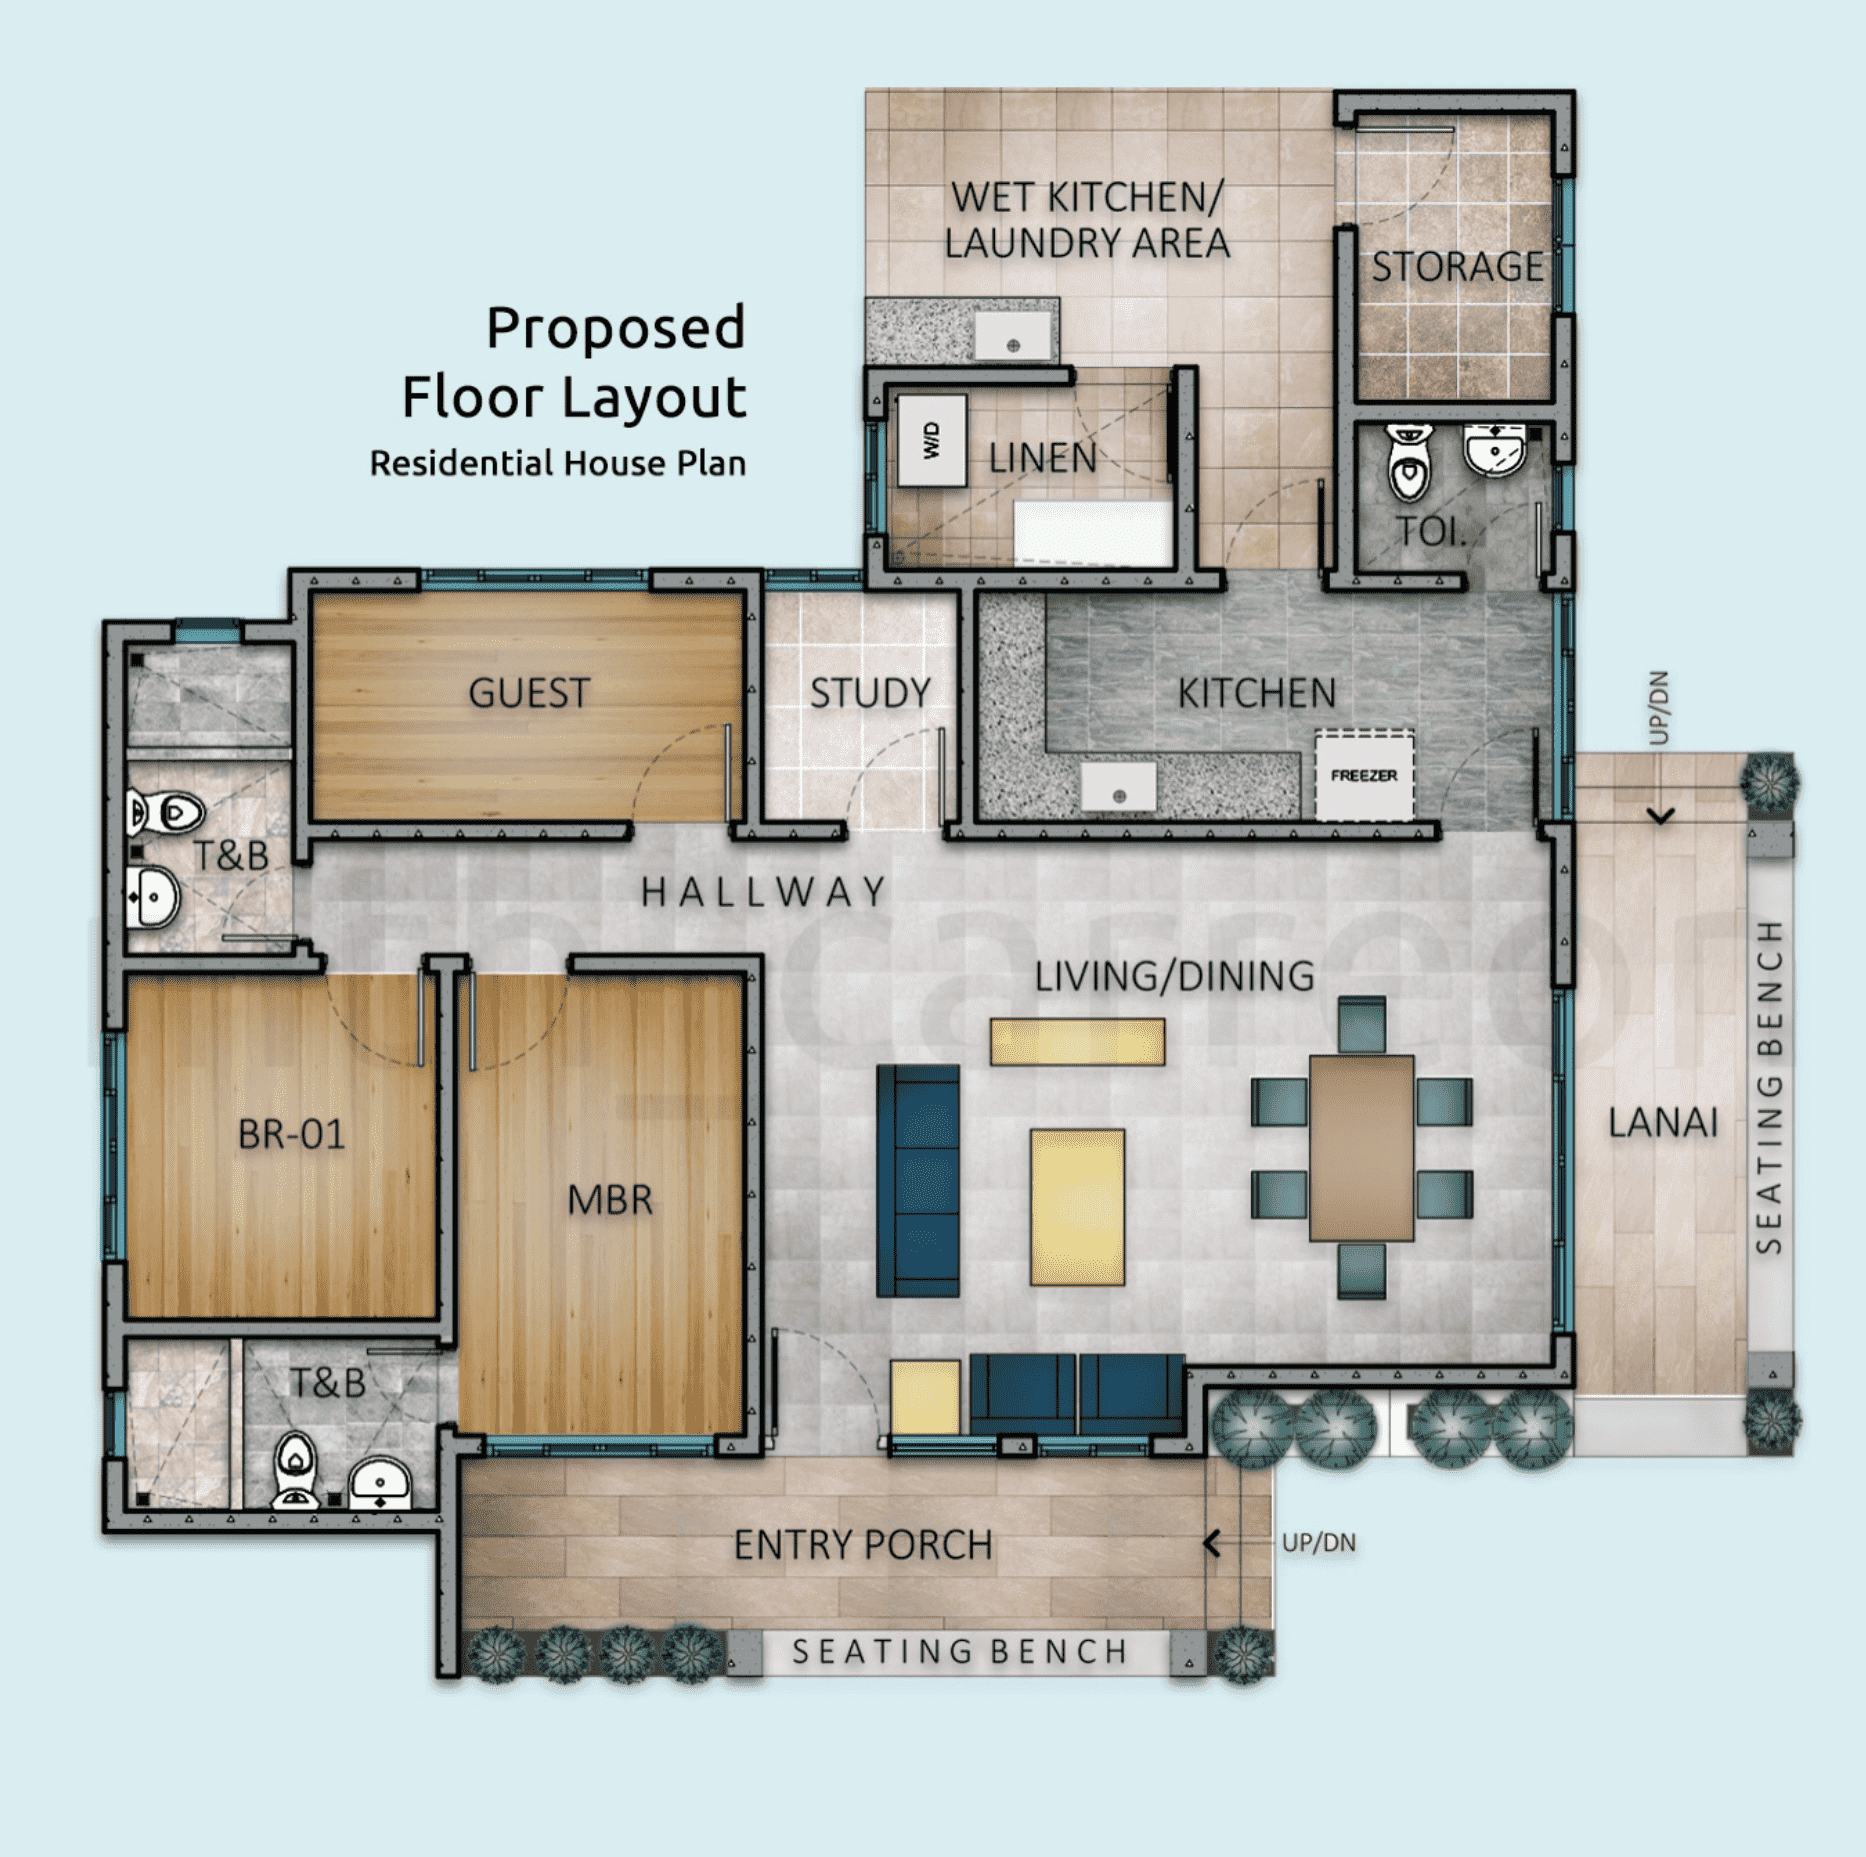 Proposed
Floor Layout
Residential House Plan
WET KITCHEN/
LAUNDRY AREA
STORAGE
W/D
LINEN
TOI.
GUEST
STUDY
KITCHEN
FREEZER
UP/DN
T&B
HALLWAY
LIVING/DINING
BR-01
MBR
LANAI
SEATING BENCH
T&B
ENTRY PORCH
UP/DN
SEATING BENCH